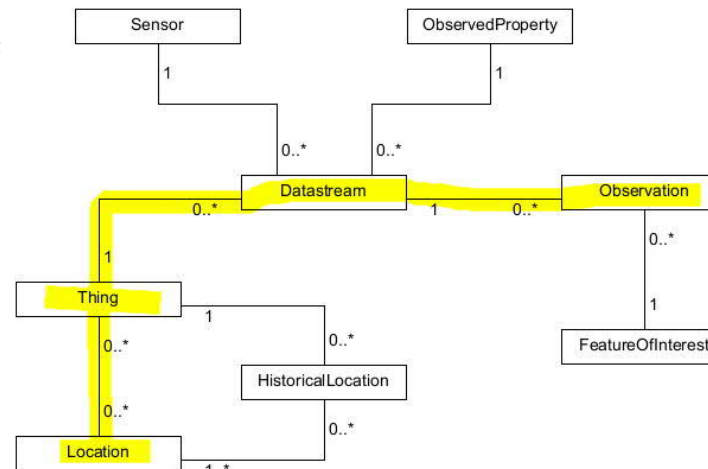 Sensor
ObservedProperty
1
1
0..*
0..*
Datastream
Observation
0..*
1
0..*
0..*
1
Thing
1
1
0..*
0..*
FeatureOfInterest
HistoricalLocation
0..*
0..*
Location
1..*